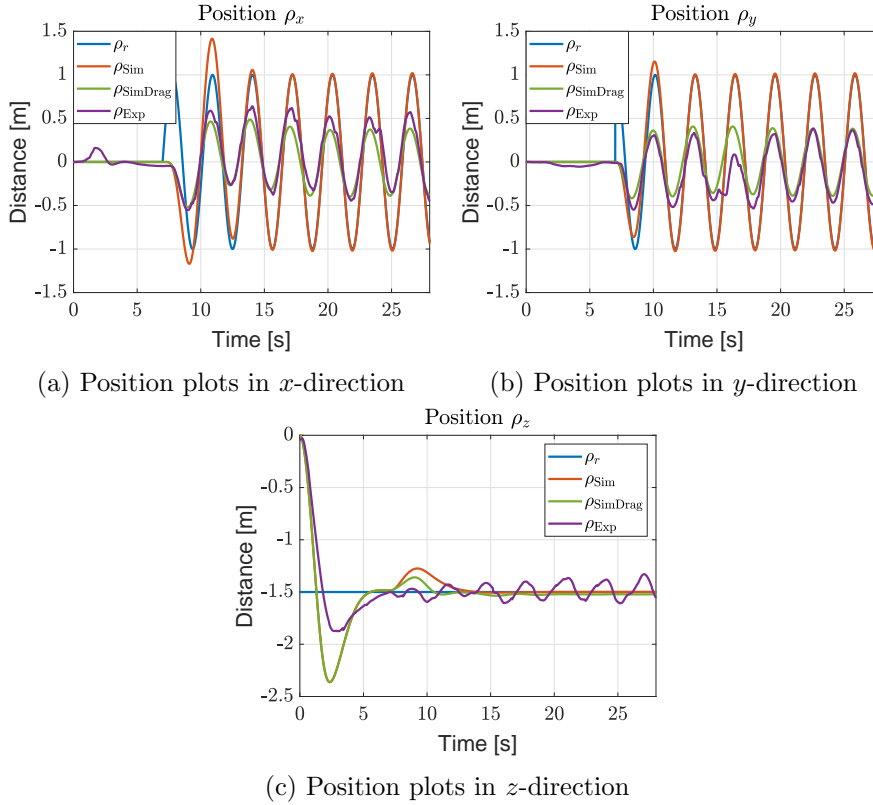 Position ρx
1.5
1
0.5
0
-0.5
-1
-1.5
Distance [m]
ρr
ρSim
ρSimDrag
ρExp
0 5 10 15 20 25
Time [s]
(a) Position plots in x-direction
Position ρy
1.5
1
0.5
0
-0.5
-1
-1.5
Distance [m]
ρr
ρSim
ρSimDrag
ρExp
0 5 10 15 20 25
Time [s]
(b) Position plots in y-direction
Position ρz
0
-0.5
-1
-1.5
-2
-2.5
Distance [m]
ρr
ρSim
ρSimDrag
ρExp
0 5 10 15 20 25
Time [s]
(c) Position plots in z-direction